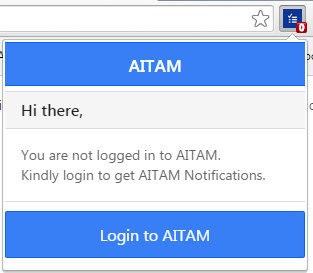 0
AITAM
Hi there,
You are not logged in to AITAM.
Kindly login to get AITAM Notifications.
Login to AITAM